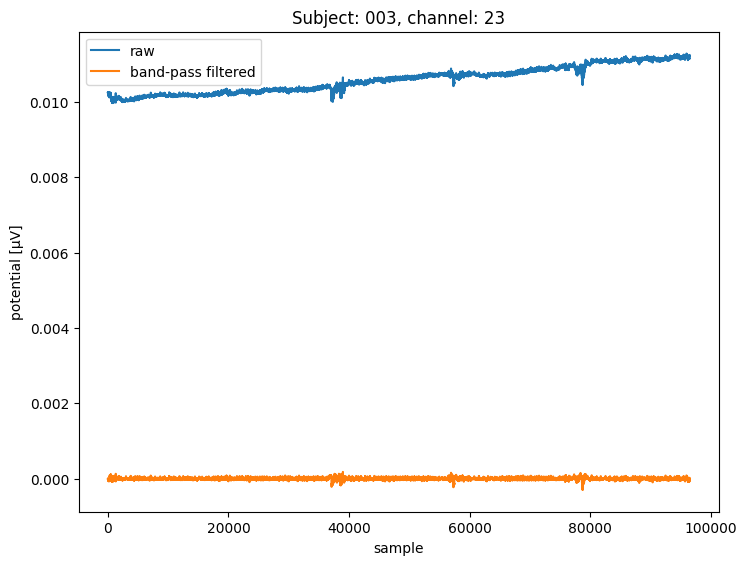 Subject: 003, channel: 23
raw
band-pass filtered
potential [µV]
0.010
0.008
0.006
0.004
0.002
0.000
0
20000
40000
60000
80000
100000
sample